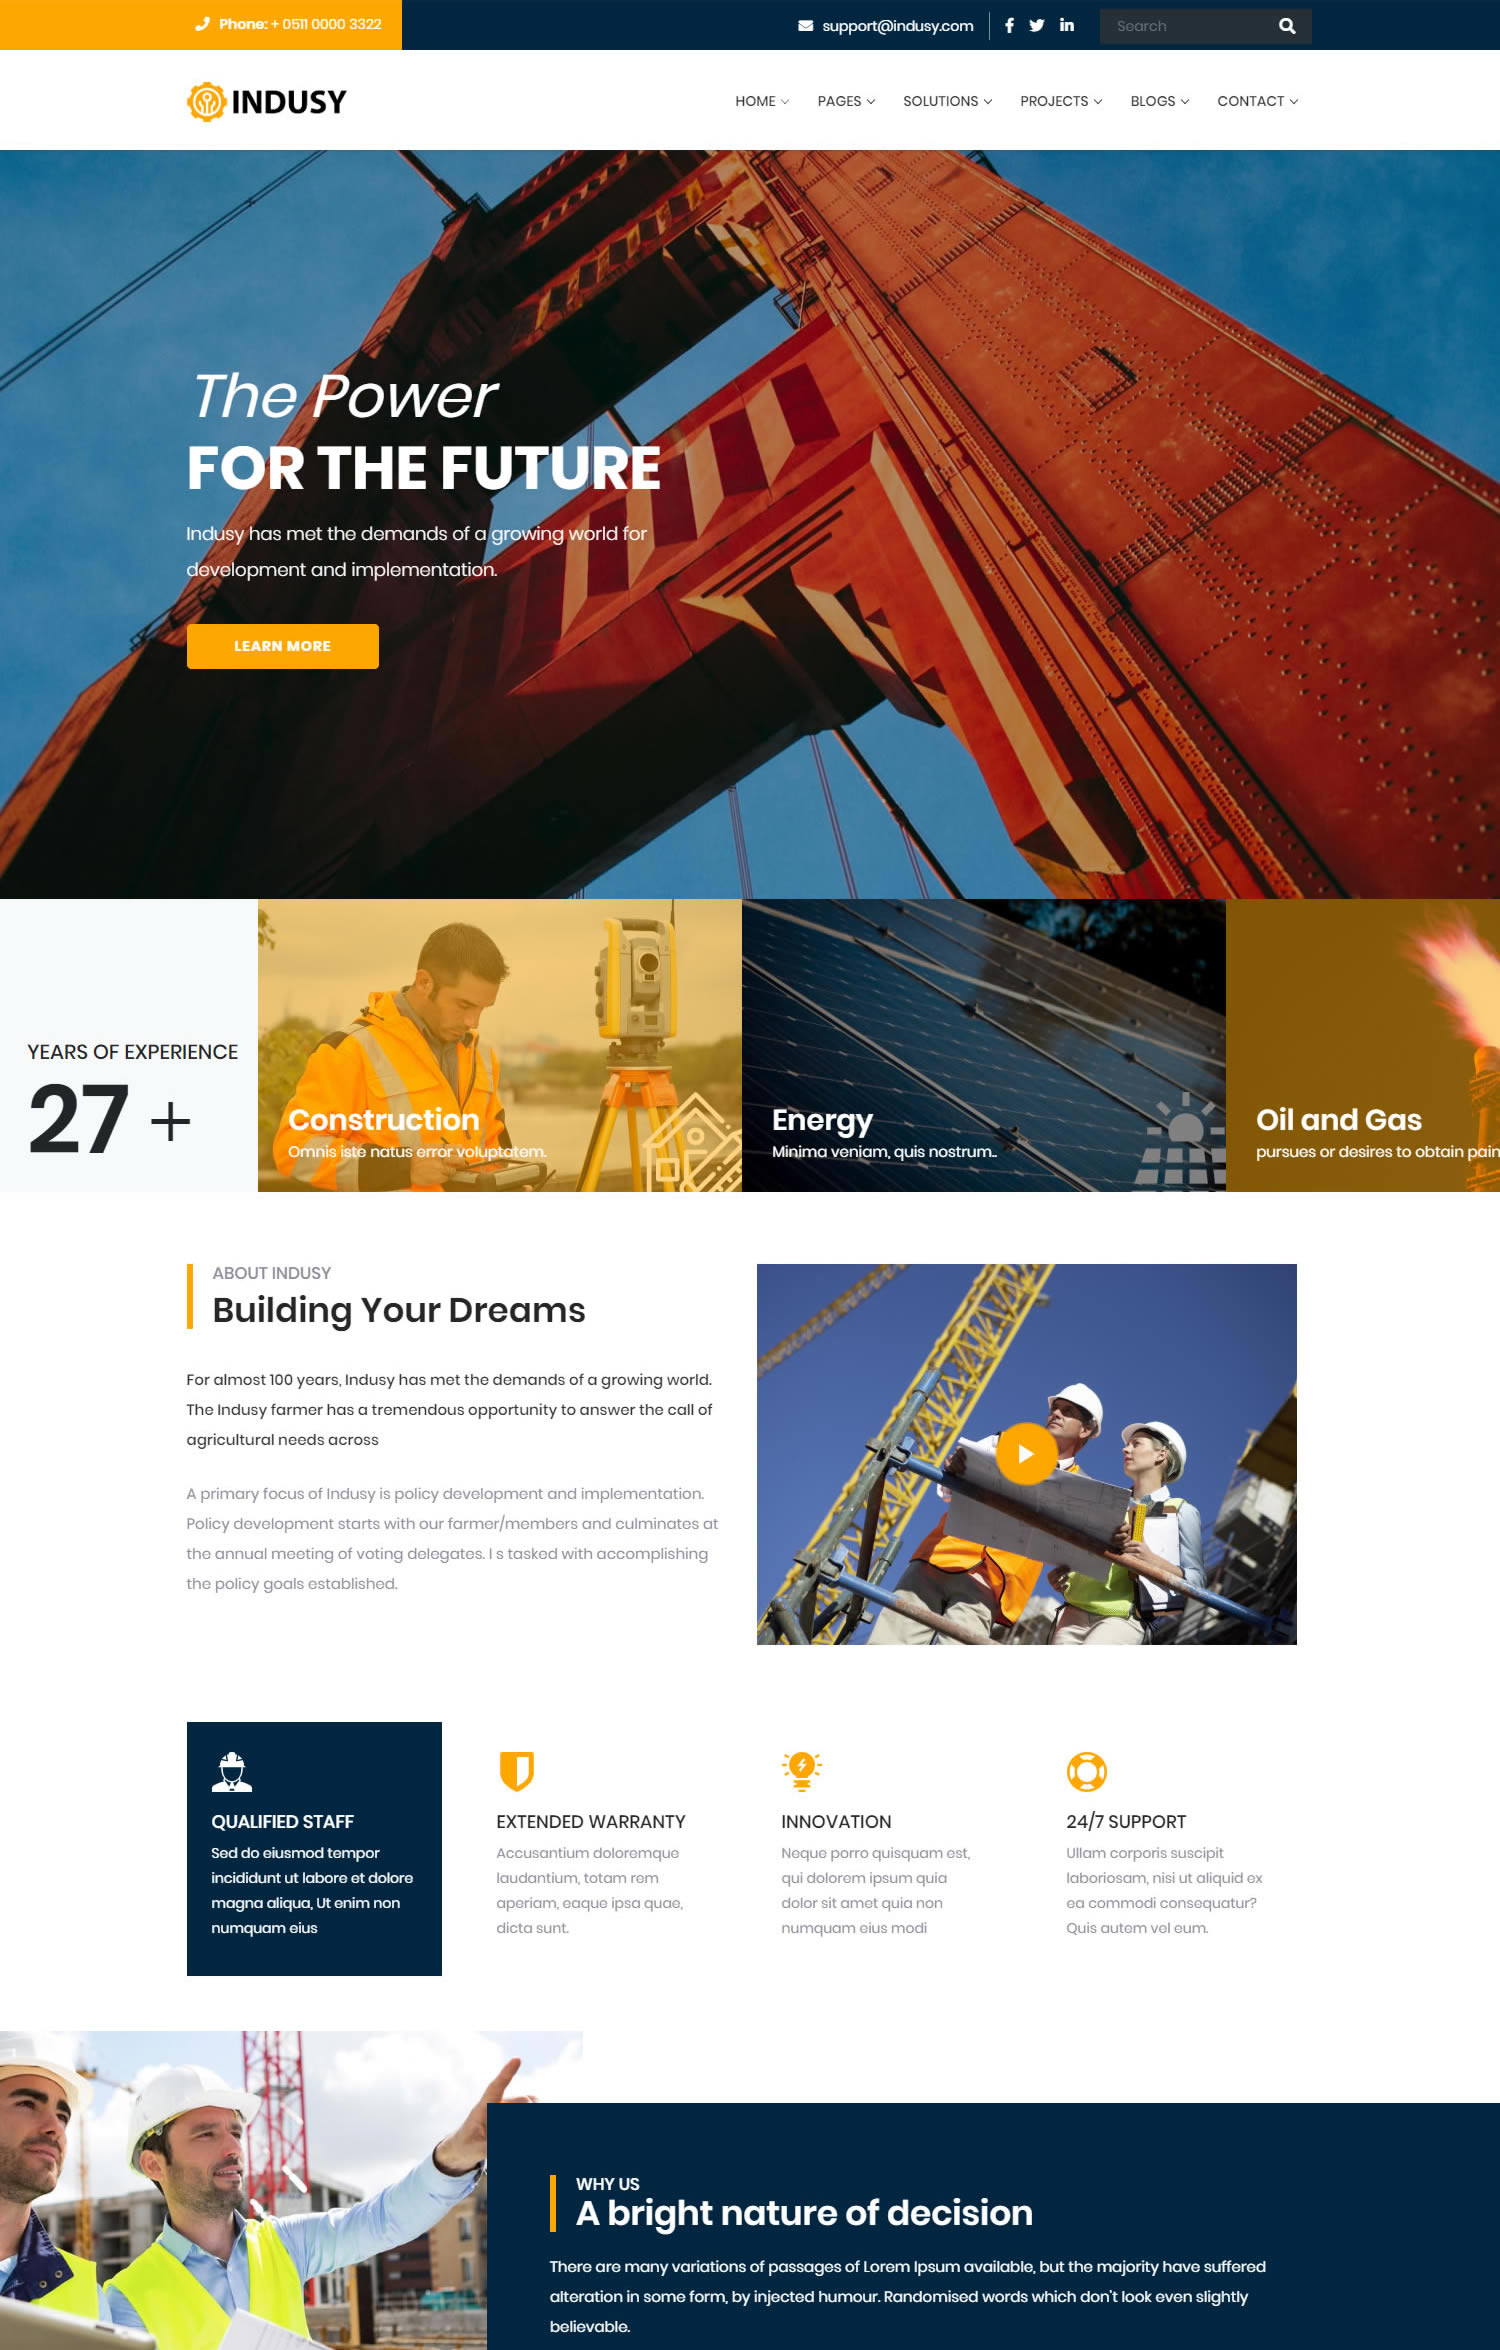 Phone: + 0511 0000 3322
support@indusy.com
Search
INDUSY
HOME
PAGES
SOLUTIONS
PROJECTS
BLOGS
CONTACT
The Power
FOR THE FUTURE
Indusy has met the demands of a growing world for
development and implementation.
LEARN MORE
YEARS OF EXPERIENCE
27 +
Construction
Omnis iste natus error voluptatem.
Energy
Minima veniam, quis nostrum..
Oil and Gas
pursues or desires to obtain pain
ABOUT INDUSY
Building Your Dreams
For almost 100 years, Indusy has met the demands of a growing world.
The Indusy farmer has a tremendous opportunity to answer the call of
agricultural needs across
A primary focus of Indusy is policy development and implementation.
Policy development starts with our farmer/members and culminates at
the annual meeting of voting delegates. I s tasked with accomplishing
the policy goals established.
QUALIFIED STAFF
Sed do eiusmod tempor
incididunt ut labore et dolore
magna aliqua, Ut enim non
numquam eius
EXTENDED WARRANTY
Accusantium doloremque
laudantium, totam rem
aperiam, eaque ipsa quae,
dicta sunt.
INNOVATION
Neque porro quisquam est,
qui dolorem ipsum quia
dolor sit amet quia non
numquam eius modi
24/7 SUPPORT
Ullam corporis suscipit
laboriosam, nisi ut aliquid ex
ea commodi consequatur?
Quis autem vel eum.
WHY US
A bright nature of decision
There are many variations of passages of Lorem Ipsum available, but the majority have suffered
alteration in some form, by injected humour. Randomised words which don't look even slightly
believable.